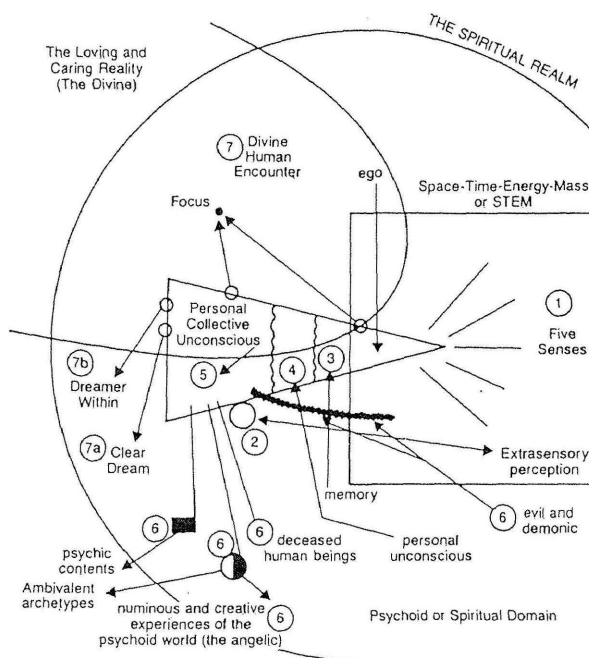 The Loving and
Caring Reality
(The Divine)
THE SPIRITUAL REALM
7
Divine
Human
Encounter
ego
Space-Time-Energy-Mass
or STEM
Focus
1
Five
Senses
Personal
Collective
Unconscious
5
4
3
7b
Dreamer
Within
7a
Clear
Dream
2
Extrasensory
perception
memory
6
evil and
demonic
6
deceased
human beings
personal
unconscious
6
psychic
contents
6
Ambivalent
archetypes
numinous and creative
experiences of the
psychoid world (the angelic)
6
Psychoid or Spiritual Domain